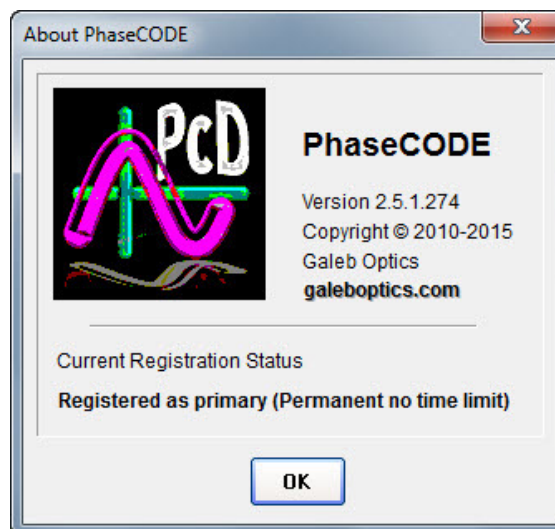 About PhaseCODE
PcD
PhaseCODE
Version 2.5.1.274
Copyright © 2010-2015
Galeb Optics
galeboptics.com
Current Registration Status
Registered as primary (Permanent no time limit)
OK